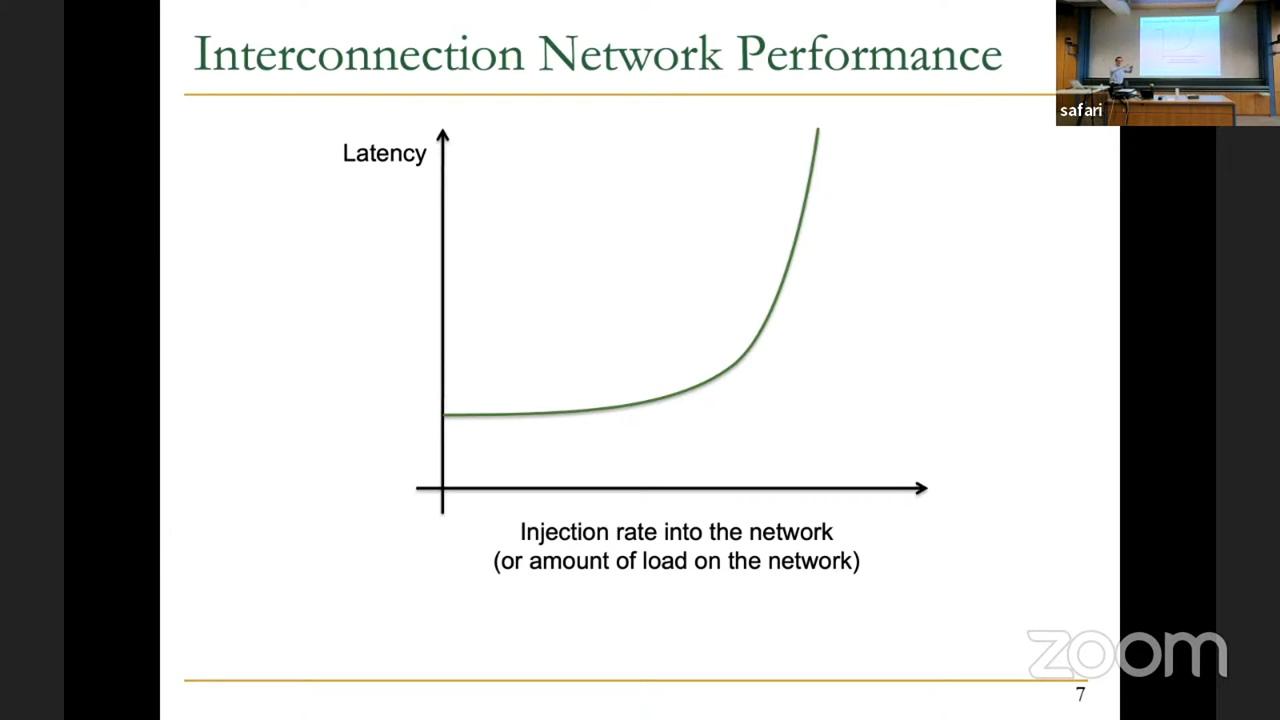 Interconnection Network Performance
safari
Latency
Injection rate into the network
(or amount of load on the network)
zoom
7